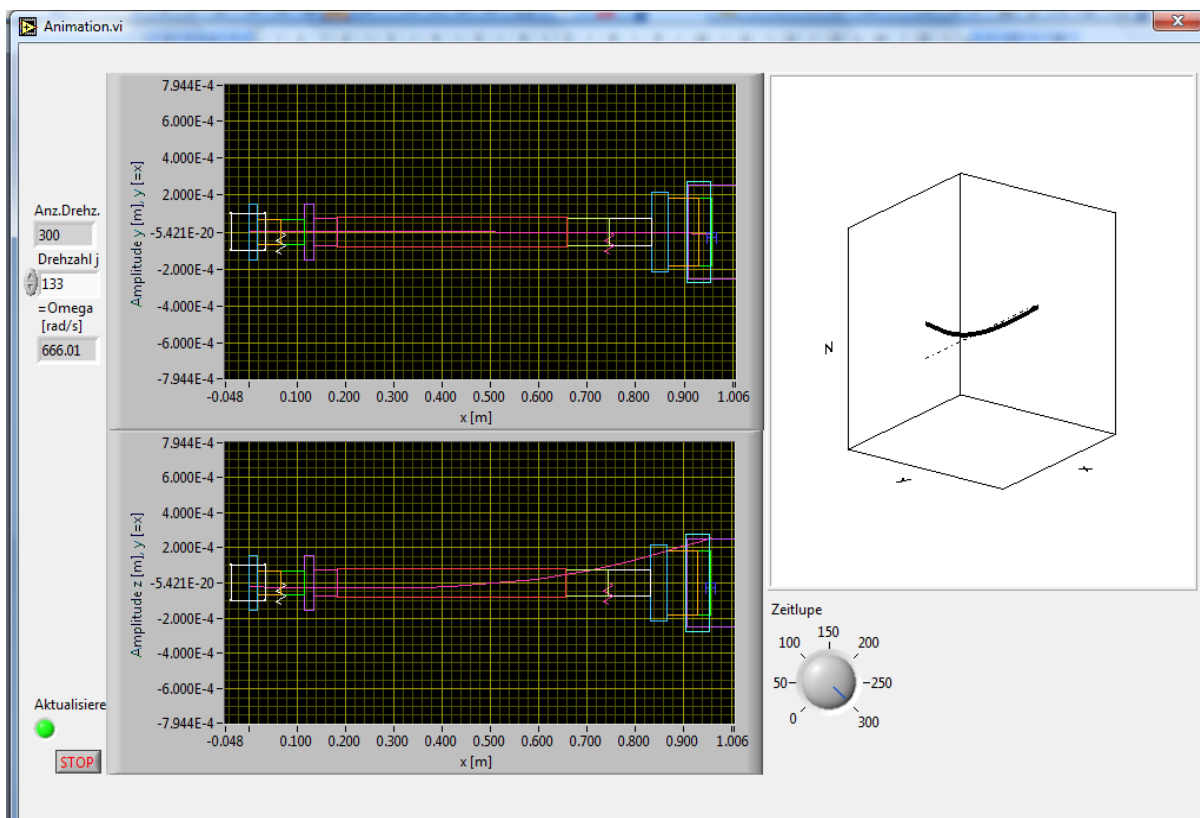 Animation.vi
X
Anz.Drehz.
300
Drehzahl j
133
=Omega
[rad/s]
666.01
Aktualisiere
STOP
Amplitude y [m], y [=x]
7.944E-4
6.000E-4
4.000E-4
2.000E-4
-5.421E-20
-2.000E-4
-4.000E-4
-6.000E-4
-7.944E-4
-0.048 0.100 0.200 0.300 0.400 0.500 0.600 0.700 0.800 0.900 1.006
x [m]
Amplitude z [m], y [=x]
7.944E-4
6.000E-4
4.000E-4
2.000E-4
-5.421E-20
-2.000E-4
-4.000E-4
-6.000E-4
-7.944E-4
-0.048 0.100 0.200 0.300 0.400 0.500 0.600 0.700 0.800 0.900 1.006
x [m]
Zeitlupe
0 50 100 150 200 250 300